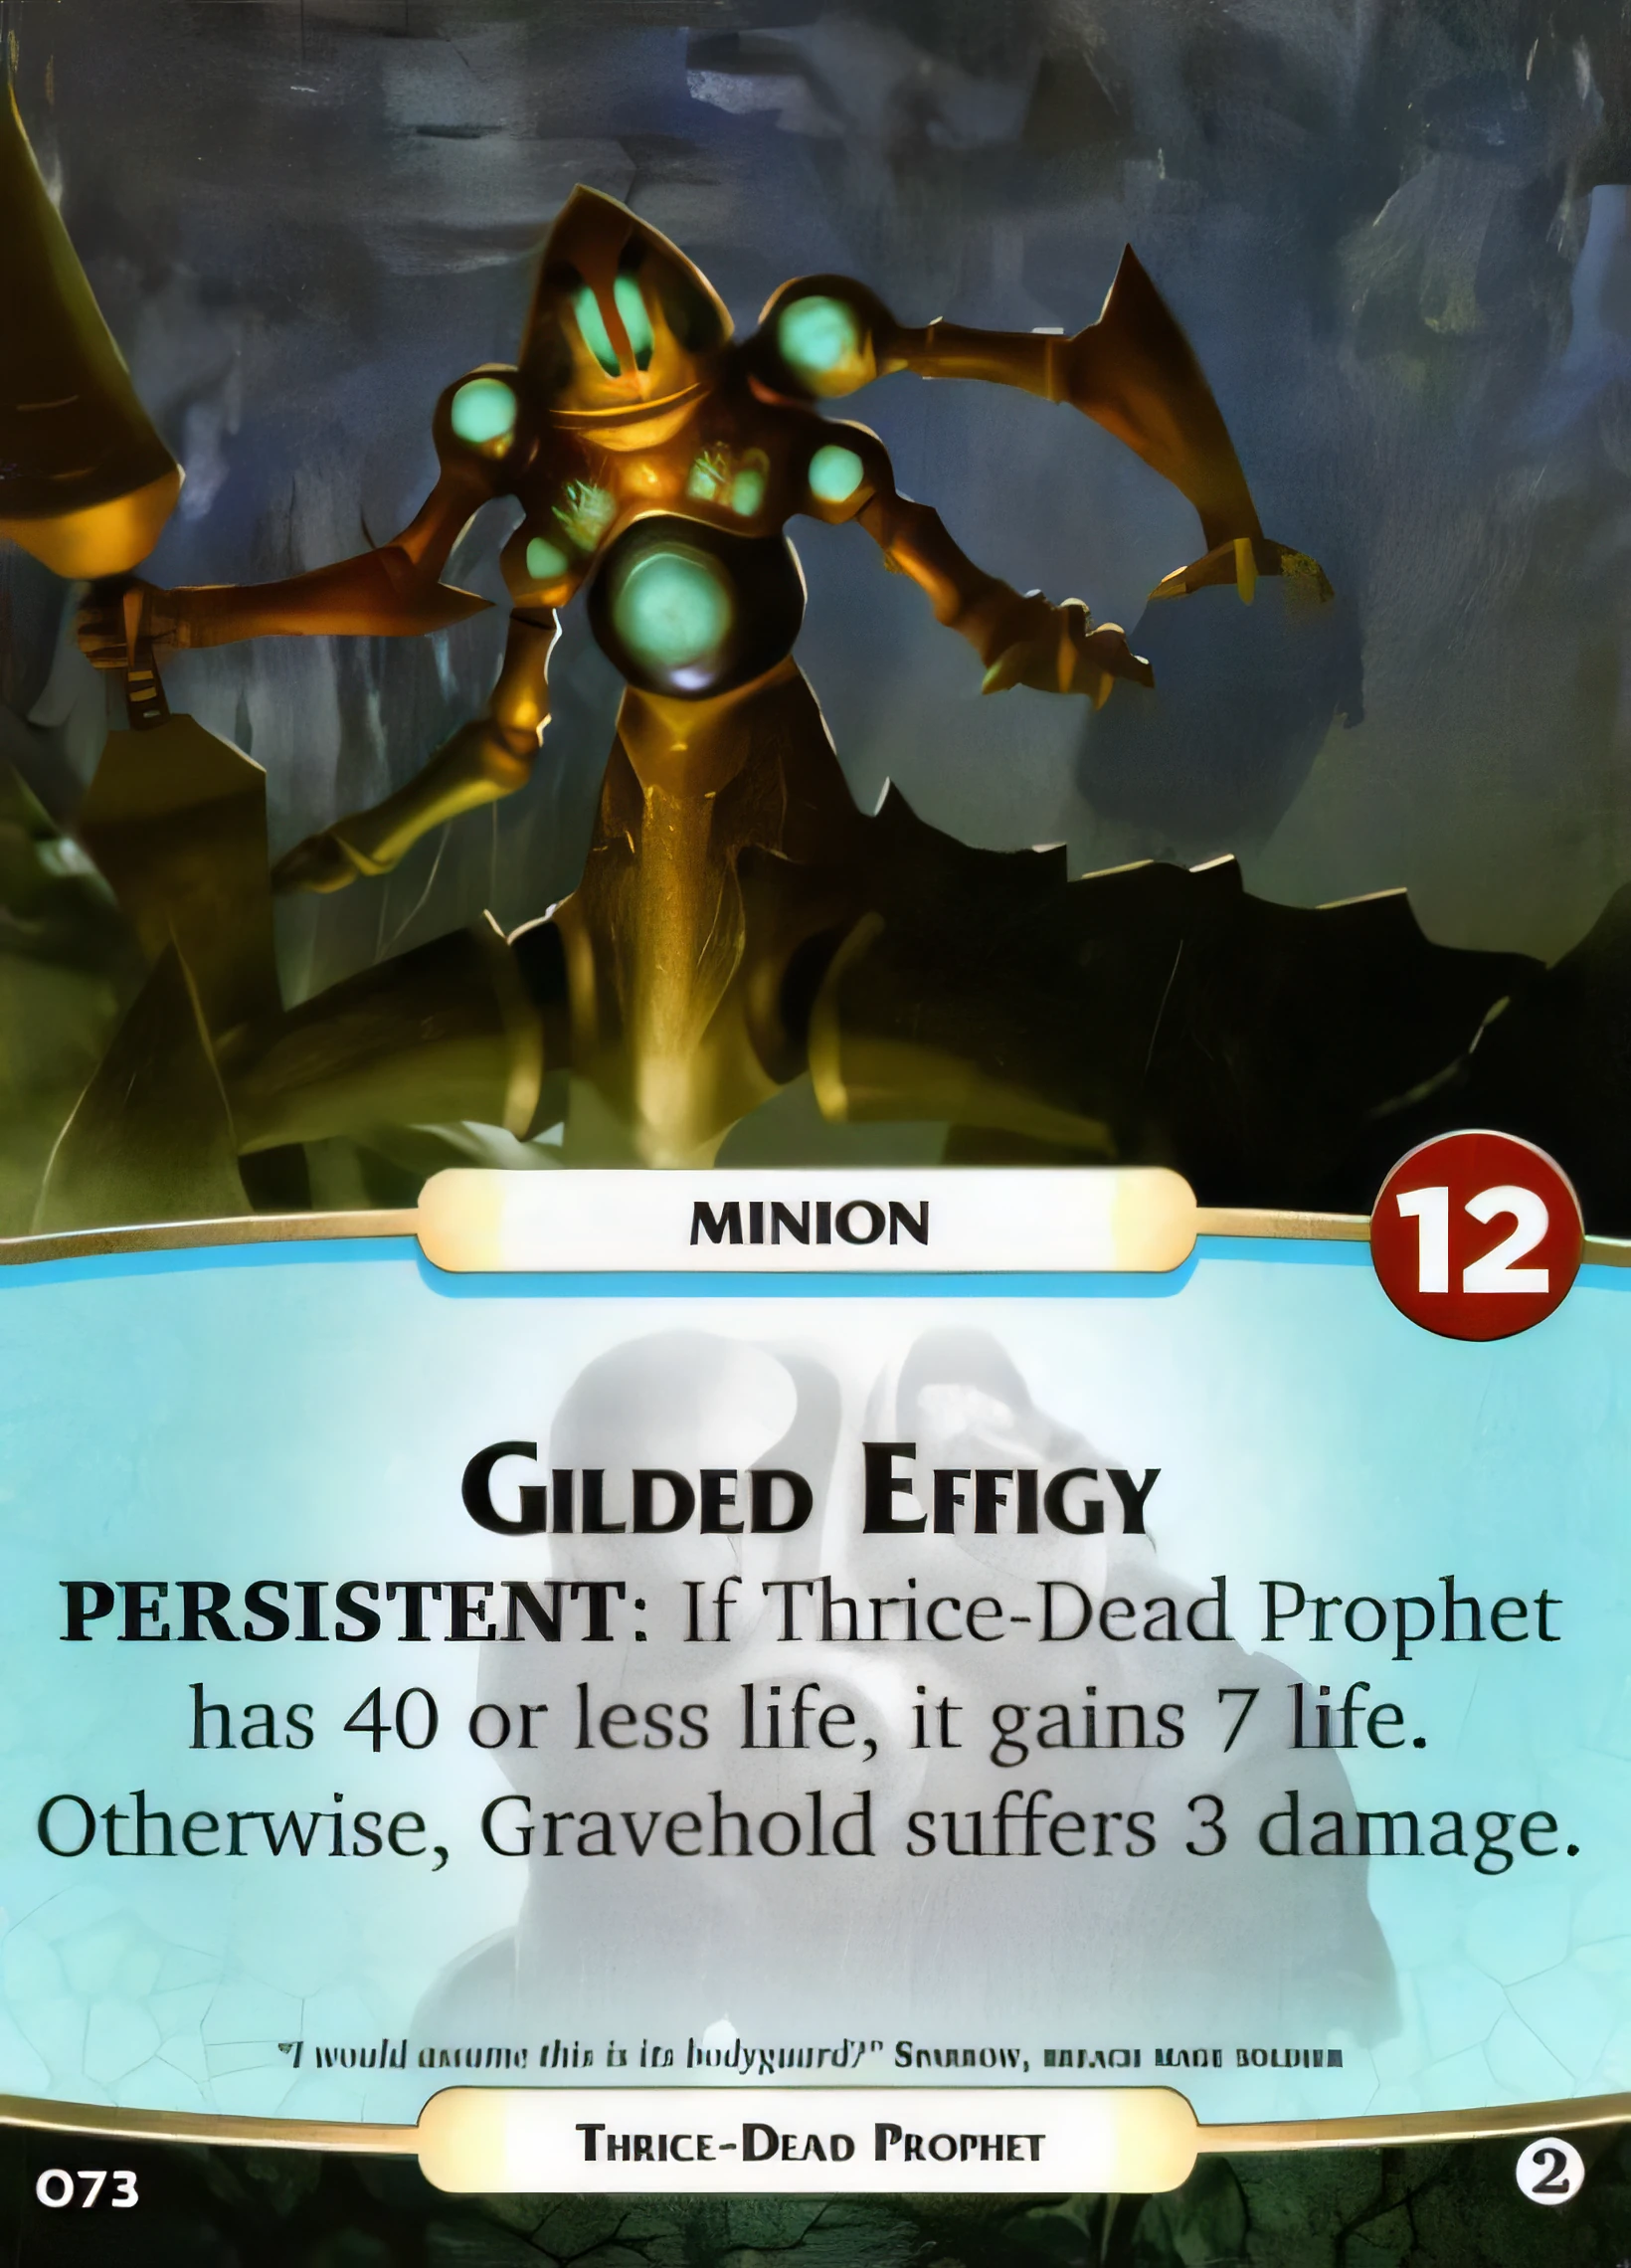 MINION
12
GILDED EFFIGY
PERSISTENT: If Thrice-Dead Prophet
has 40 or less life, it gains 7 life.
Otherwise, Gravehold suffers 3 damage.
"I would assume this is its bodyguard?" SPARROW,
THRICE-DEAD PROPHET
073
2